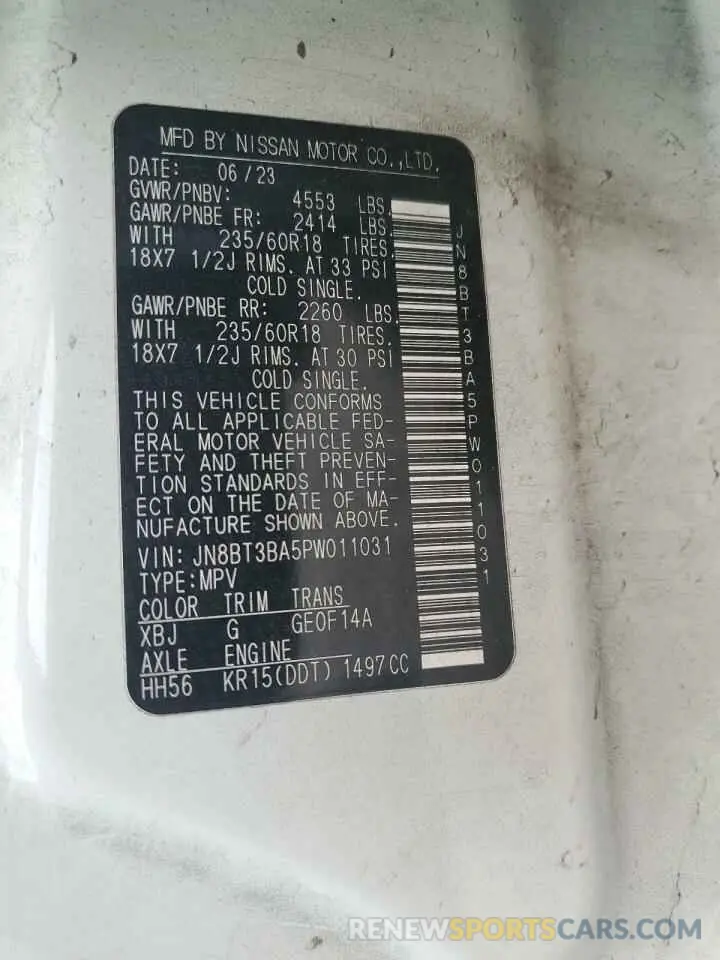 MFD BY NISSAN MOTOR CO.,LTD.
DATE: 06/23
GVWR/PNBV: 4553 LBS.
GAWR/PNBE FR: 2414 LBS.
WITH 235/60R18 TIRES.
18X7 1/2J RIMS. AT 33 PSI
COLD SINGLE.
GAWR/PNBE RR: 2260 LBS.
WITH 235/60R18 TIRES.
18X7 1/2J RIMS. AT 30 PSI
COLD SINGLE.
THIS VEHICLE CONFORMS
TO ALL APPLICABLE FED-
ERAL MOTOR VEHICLE SA-
FETY AND THEFT PREVEN-
TION STANDARDS IN EFF-
ECT ON THE DATE OF MA-
NUFACTURE SHOWN ABOVE.
VIN: JN8BT3BA5PW011031
TYPE:MPV
COLOR TRIM TRANS
XBJ G GE0F14A
AXLE ENGINE
HH56 KR15(DDT) 1497CC
JN8BT3BA5PW011031
RENEWSPORTSCARS.COM